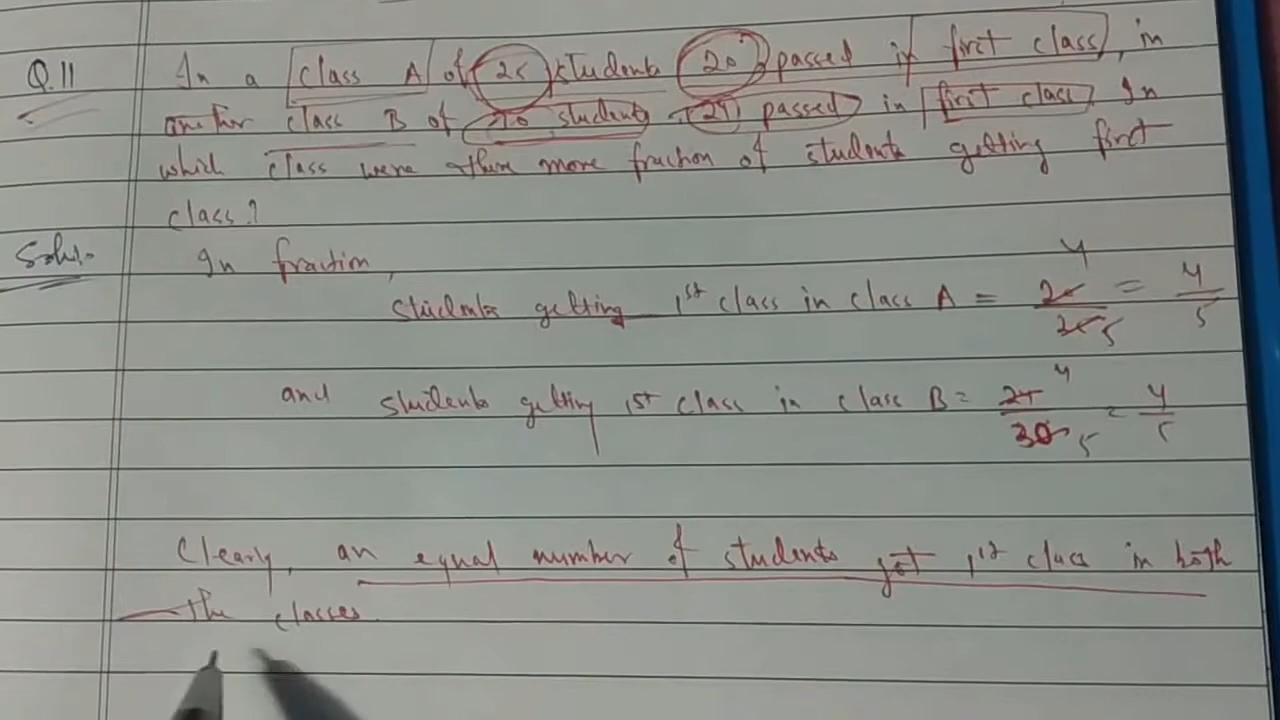 Q.11 In a class A of 25 students 20 passed in first class, in
another class B of 30 students 24 passed in first class. In
which class were there more fraction of students getting first
class?
Solu:- In fraction,
students getting 1st class in class A = 20/25 = 4/5
and students getting 1st class in class B = 24/30 = 4/5
Clearly, an equal number of students got 1st class in both
the classes.